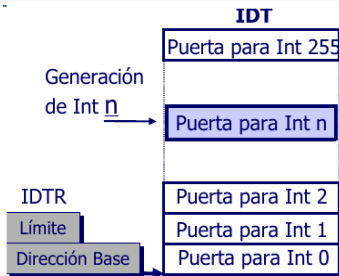 IDT
Puerta para Int 255
Generación
de Int n
Puerta para Int n
IDTR
Puerta para Int 2
Límite
Puerta para Int 1
Dirección Base
Puerta para Int 0